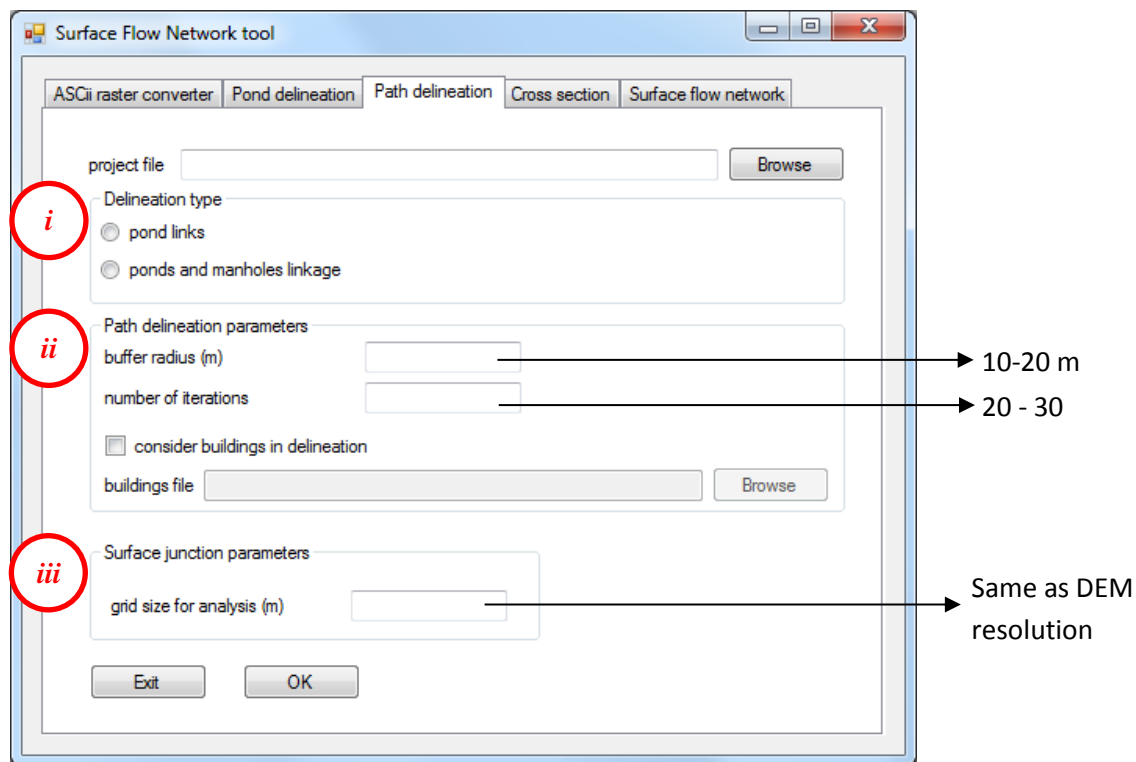 Surface Flow Network tool
ASCii raster converter Pond delineation Path delineation Cross section Surface flow network
project file Browse
i
Delineation type
pond links
ponds and manholes linkage
ii
Path delineation parameters
buffer radius (m) 10-20 m
number of iterations 20 - 30
consider buildings in delineation
buildings file Browse
iii
Surface junction parameters
grid size for analysis (m) Same as DEM
resolution
Exit OK